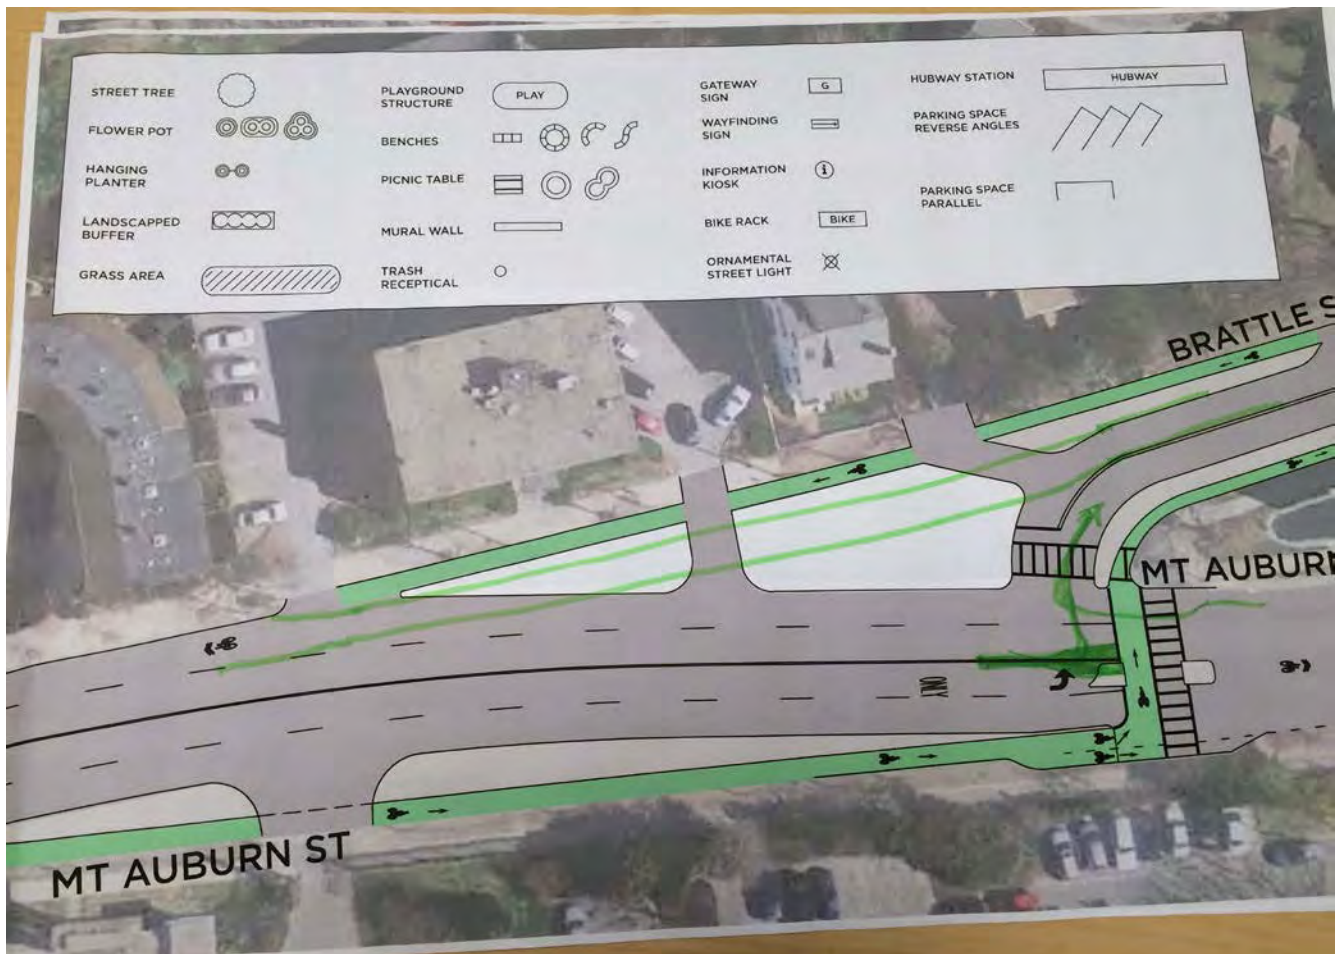 STREET TREE
FLOWER POT
HANGING
PLANTER
LANDSCAPPED
BUFFER
GRASS AREA
PLAYGROUND
STRUCTURE
PLAY
BENCHES
PICNIC TABLE
MURAL WALL
TRASH
RECEPTICAL
GATEWAY
SIGN
G
WAYFINDING
SIGN
INFORMATION
KIOSK
i
BIKE RACK
BIKE
ORNAMENTAL
STREET LIGHT
HUBWAY STATION
HUBWAY
PARKING SPACE
REVERSE ANGLES
PARKING SPACE
PARALLEL
BRATTLE S
MT AUBURN
ONLY
MT AUBURN ST